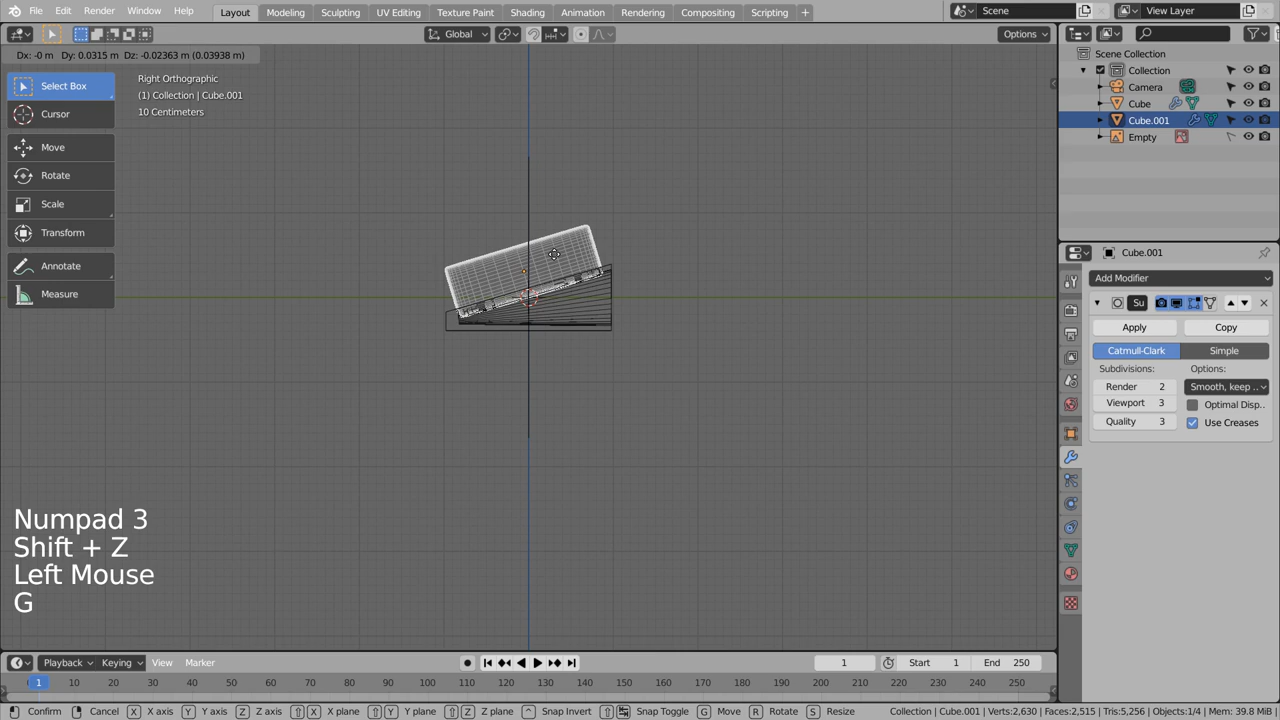 File Edit Render Window Help Layout Modeling Sculpting UV Editing Texture Paint Shading Animation Rendering Compositing Scripting + Scene View Layer
Global Options
Dx: -0 m Dy: 0.0315 m Dz: -0.02363 m (0.03938 m)
Scene Collection
Collection
Camera
Cube
Cube.001
Empty
Select Box
Cursor
Move
Rotate
Scale
Transform
Annotate
Measure
Right Orthographic
(1) Collection | Cube.001
10 Centimeters
Cube.001
Add Modifier
Su
Apply Copy
Catmull-Clark Simple
Subdivisions: Options:
Render 2 Smooth, keep ..
Viewport 3 Optimal Disp..
Quality 3 Use Creases
Numpad 3
Shift + Z
Left Mouse
G
Playback Keying View Marker 1 Start 1 End 250
1 10 20 30 40 50 60 70 80 90 100 110 120 130 140 150 160 170 180 190 200 210 220 230 240 250
Confirm Cancel X X axis Y Y axis Z Z axis X X plane Y Y plane Z Z plane ^ Snap Invert Snap Toggle G Move R Rotate S Resize Collection | Cube.001 | Verts:2,630 | Faces:2,515 | Tris:5,256 | Objects:1/4 | Mem: 39.8 MiB |